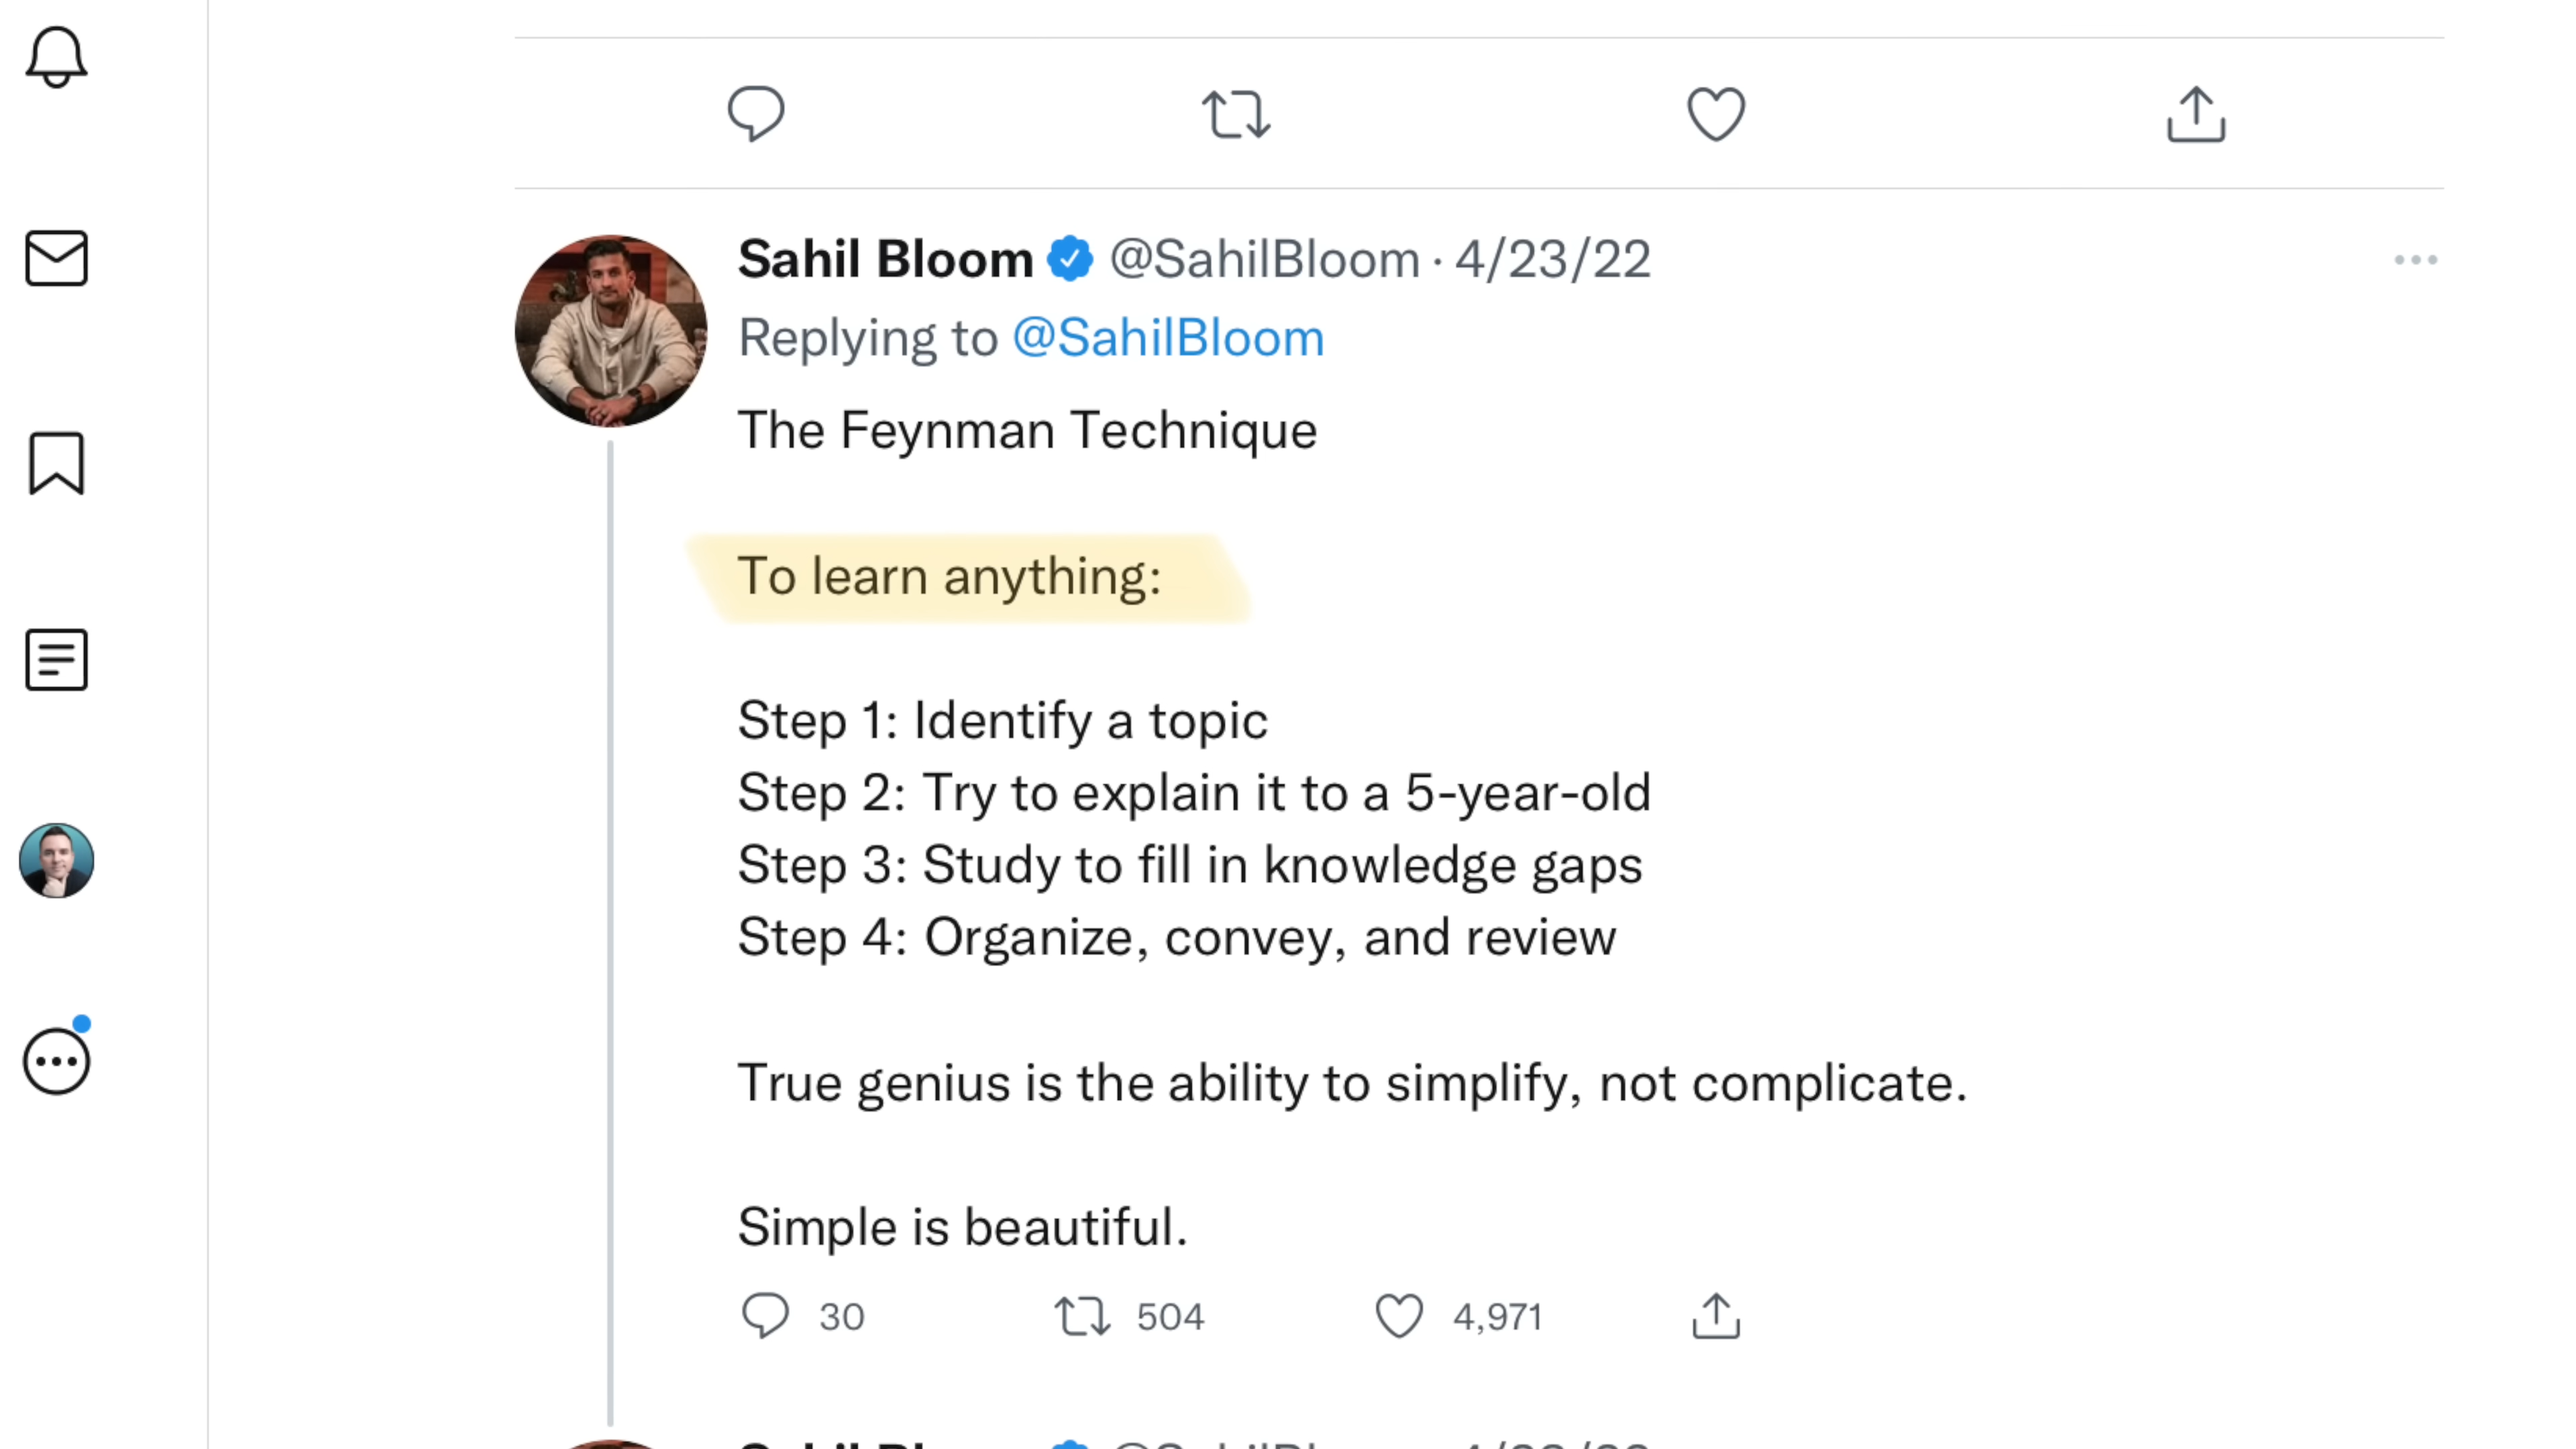 Sahil Bloom @SahilBloom · 4/23/22
Replying to @SahilBloom
The Feynman Technique
To learn anything:
Step 1: Identify a topic
Step 2: Try to explain it to a 5-year-old
Step 3: Study to fill in knowledge gaps
Step 4: Organize, convey, and review
True genius is the ability to simplify, not complicate.
Simple is beautiful.
30 504 4,971